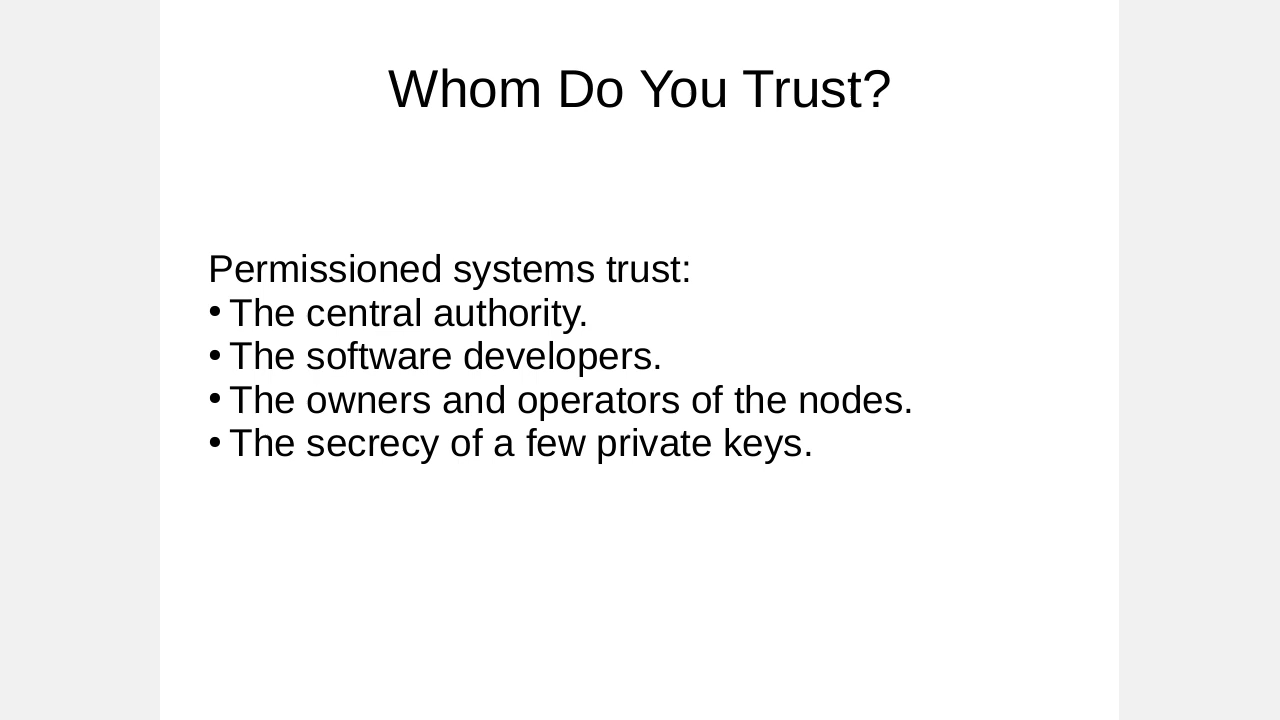 Whom Do You Trust?
Permissioned systems trust:
• The central authority.
• The software developers.
• The owners and operators of the nodes.
• The secrecy of a few private keys.